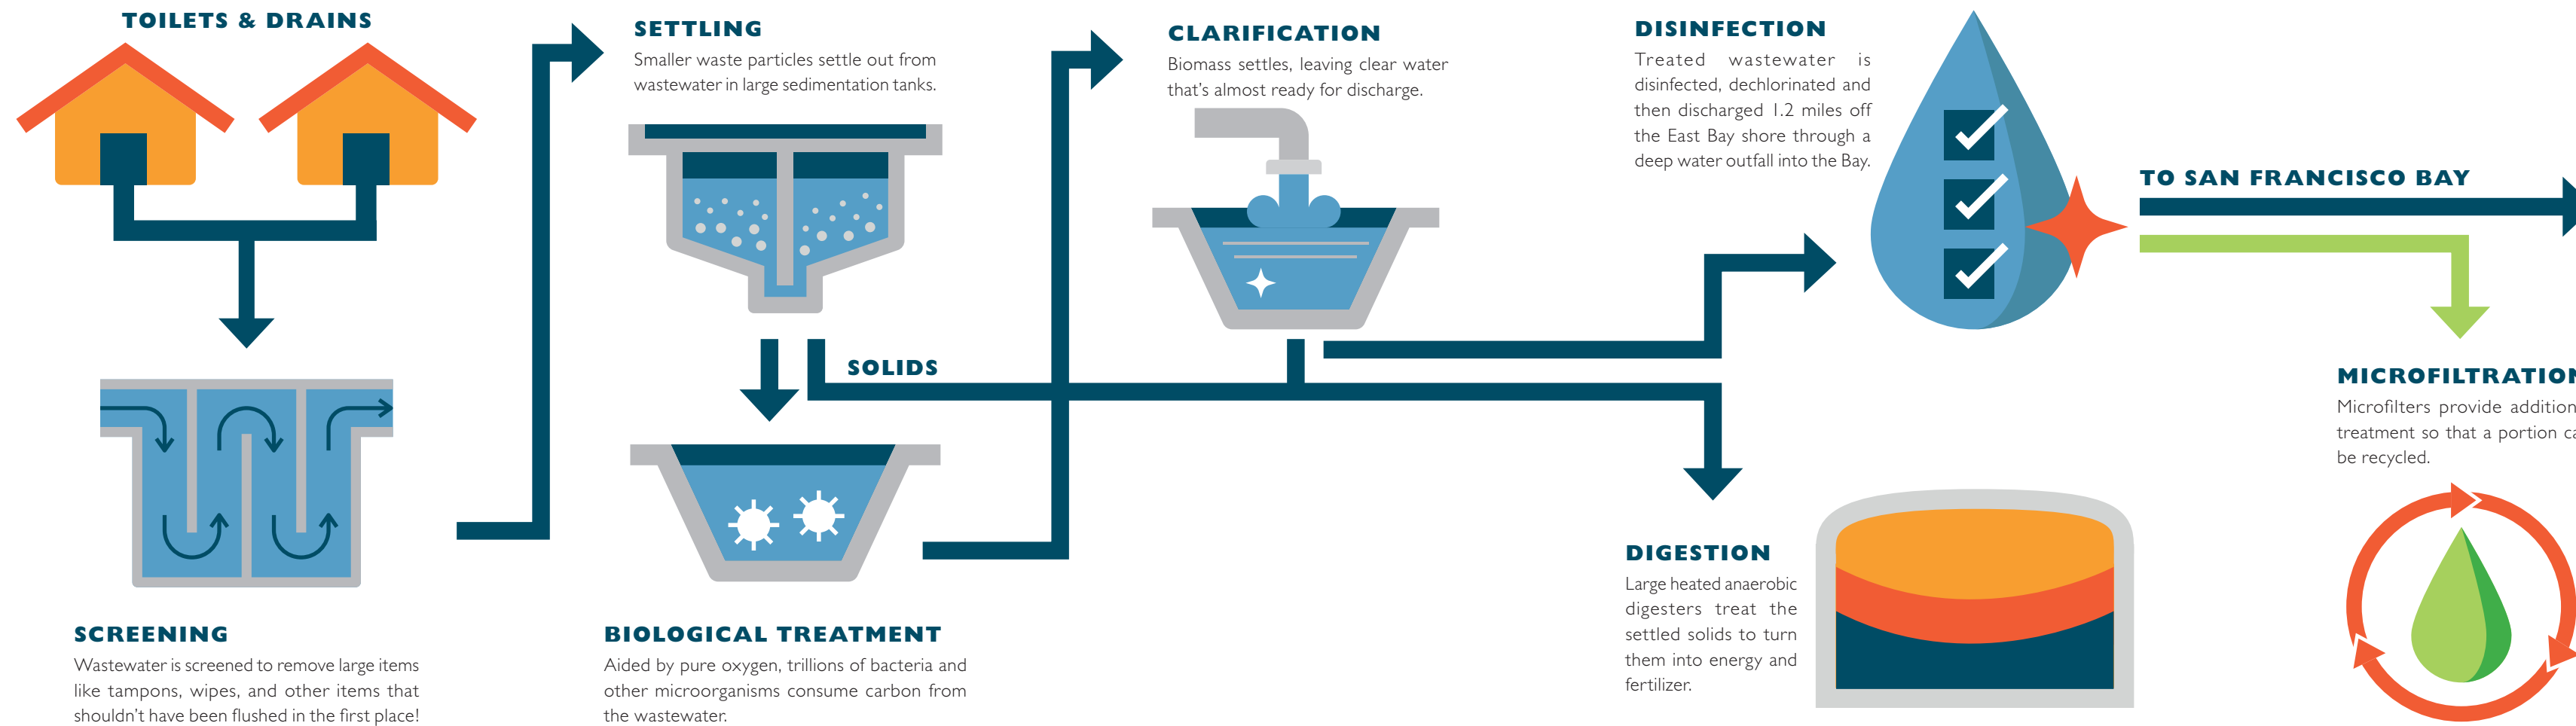 TOILETS & DRAINS
SCREENING
Wastewater is screened to remove large items
like tampons, wipes, and other items that
shouldn't have been flushed in the first place!
SETTLING
Smaller waste particles settle out from
wastewater in large sedimentation tanks.
SOLIDS
BIOLOGICAL TREATMENT
Aided by pure oxygen, trillions of bacteria and
other microorganisms consume carbon from
the wastewater.
CLARIFICATION
Biomass settles, leaving clear water
that's almost ready for discharge.
DISINFECTION
Treated wastewater is
disinfected, dechlorinated and
then discharged 1.2 miles off
the East Bay shore through a
deep water outfall into the Bay.
DIGESTION
Large heated anaerobic
digesters treat the
settled solids to turn
them into energy and
fertilizer.
TO SAN FRANCISCO BAY
MICROFILTRATION
Microfilters provide addition
treatment so that a portion ca
be recycled.